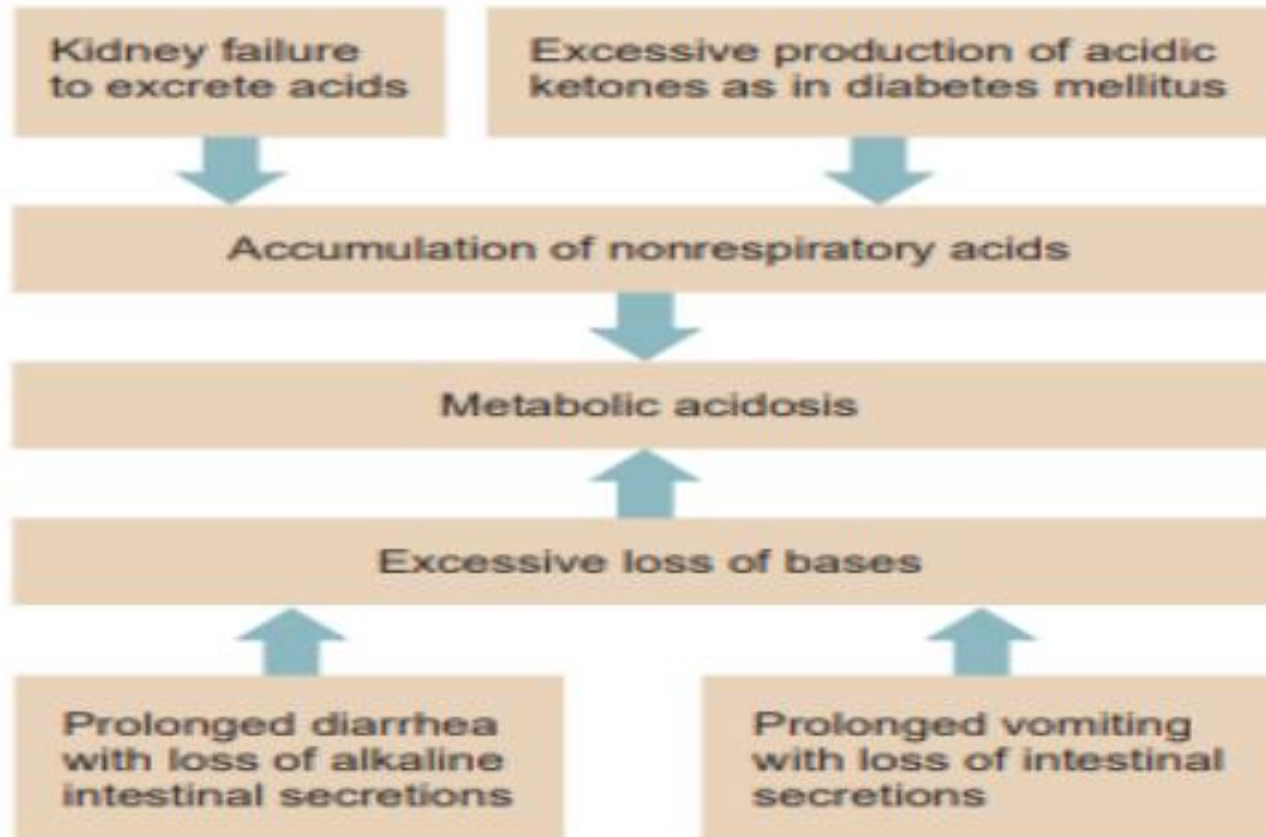 Kidney failure
to excrete acids
Excessive production of acidic
ketones as in diabetes mellitus
Accumulation of nonrespiratory acids
Metabolic acidosis
Excessive loss of bases
Prolonged diarrhea
with loss of alkaline
intestinal secretions
Prolonged vomiting
with loss of intestinal
secretions